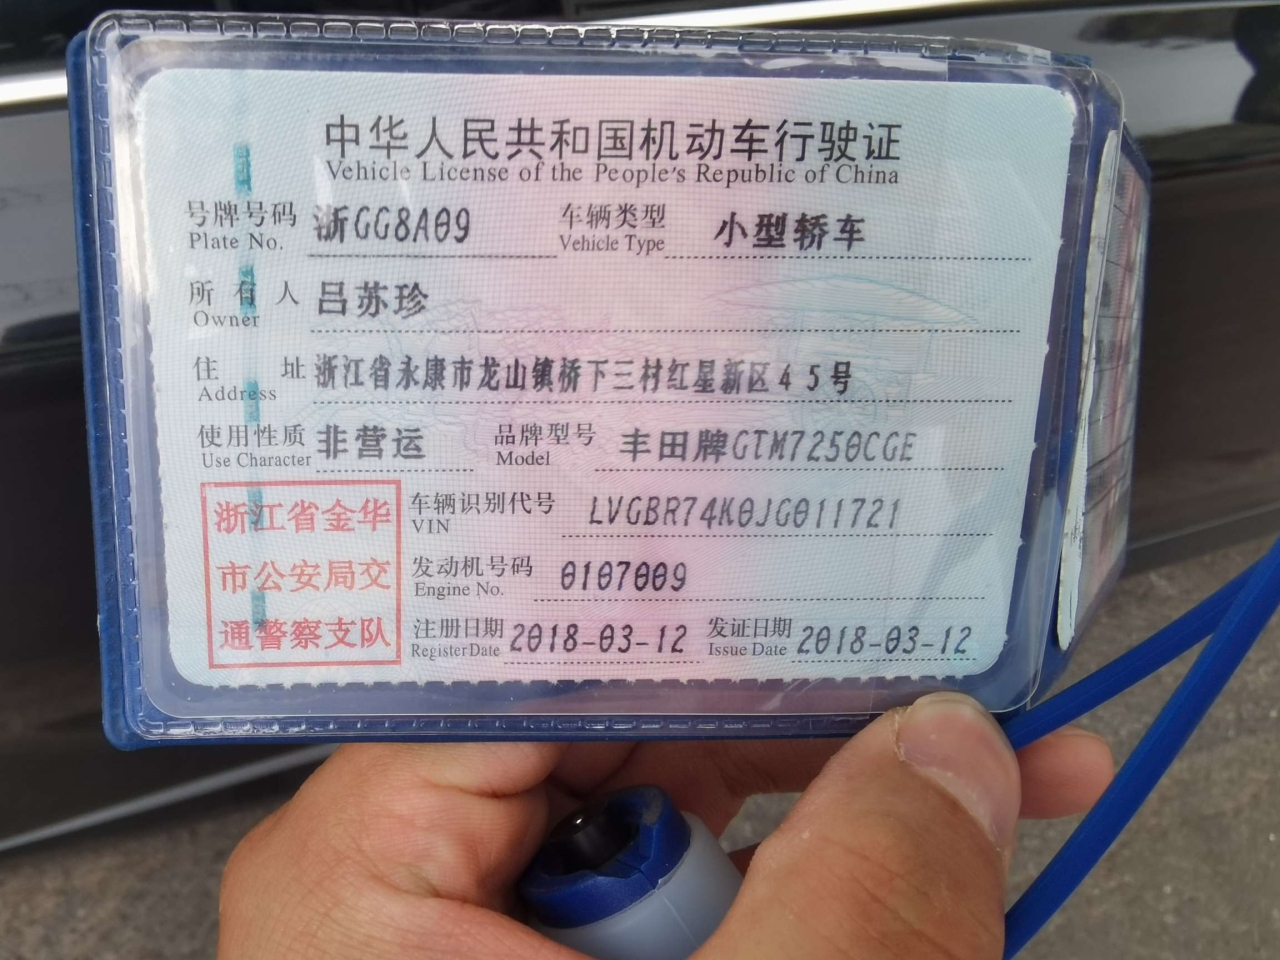 中华人民共和国机动车行驶证
Vehicle License of the People's Republic of China
号牌号码 浙GG8A09 车辆类型 小型轿车
Plate No. Vehicle Type
所有人 吕苏珍
Owner
住址 浙江省永康市龙山镇桥下三村红星新区45号
Address
使用性质 非营运 品牌型号 丰田牌GTM7250CGE
Use Character Model
浙江省金华
市公安局交
通警察支队
车辆识别代号 LVGBR74K0JG011721
VIN
发动机号码 0107009
Engine No.
注册日期 2018-03-12 发证日期 2018-03-12
Register Date Issue Date